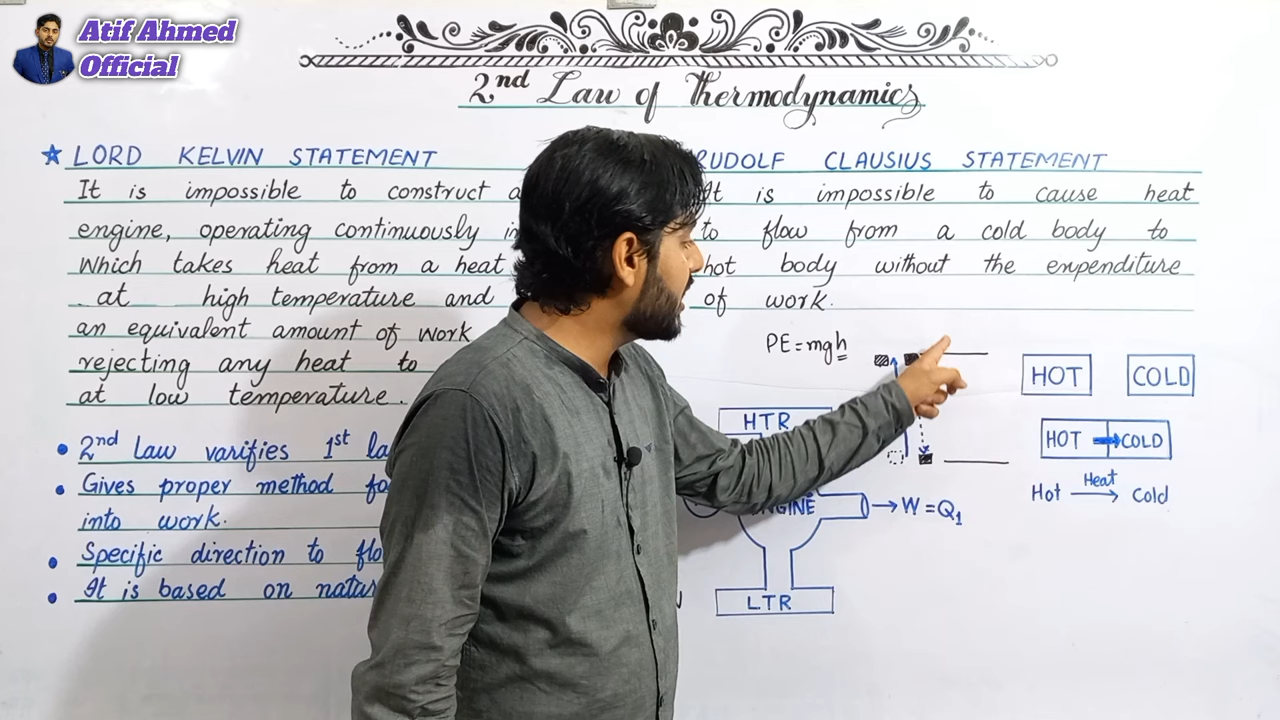 Atif Ahmed
Official
2nd Law of Thermodynamics
LORD KELVIN STATEMENT
It is impossible to construct a
engine, operating continuously in
Which takes heat from a heat
at high temperature and
an equivalent amount of work
rejecting any heat to
at low temperature.
2nd Law varifies 1st la
Gives proper method fo
into work.
Specific direction to flo
It is based on natur
RUDOLF CLAUSIUS STATEMENT
It is impossible to cause heat
to flow from a cold body to
hot body without the expenditure
of work.
PE=mgh
HTR
ENGINE
W=Q1
LTR
HOT
COLD
HOT COLD
Heat
Hot → Cold